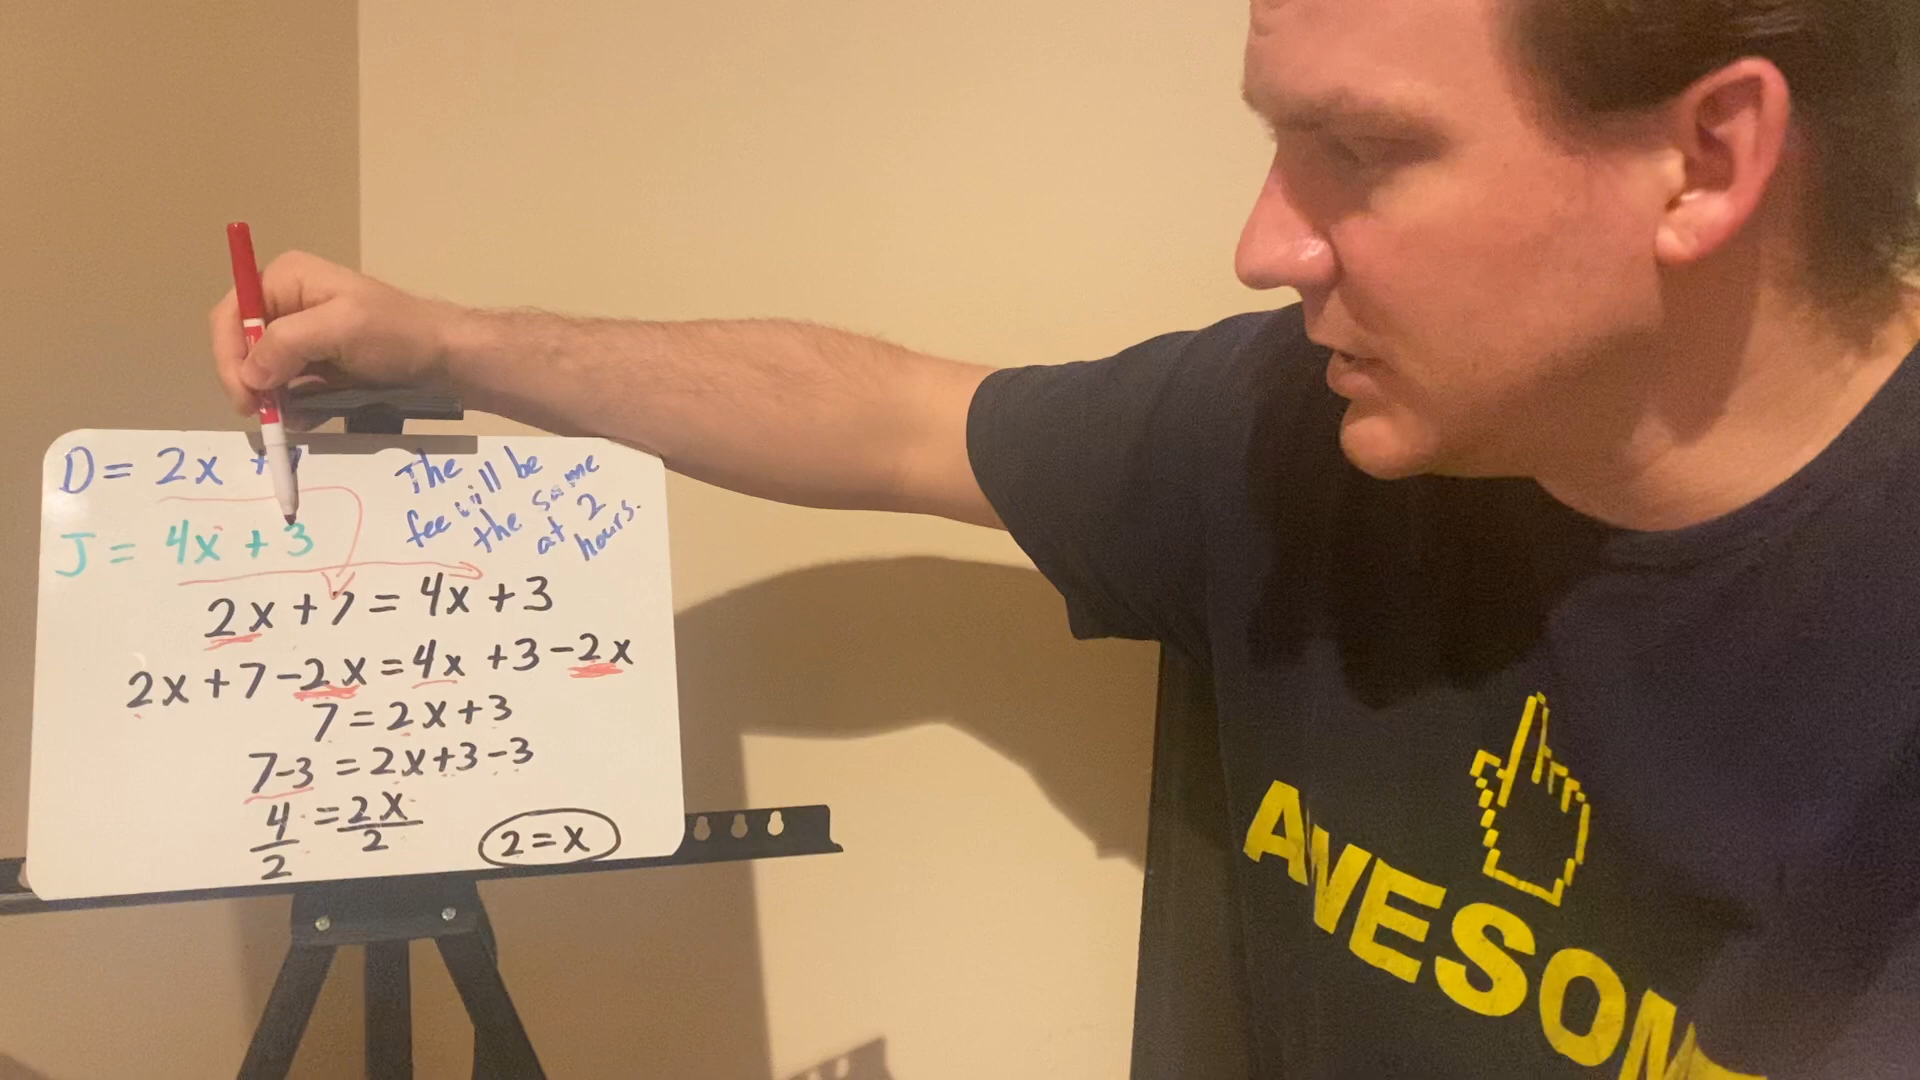 D = 2x + 7
J = 4x + 3
The
fee will be
the same
at 2
hours.
2x + 7 = 4x + 3
2x + 7 - 2x = 4x + 3 - 2x
7 = 2x + 3
7-3 = 2x+3-3
4/2 = 2x/2
2 = x
AWESOM